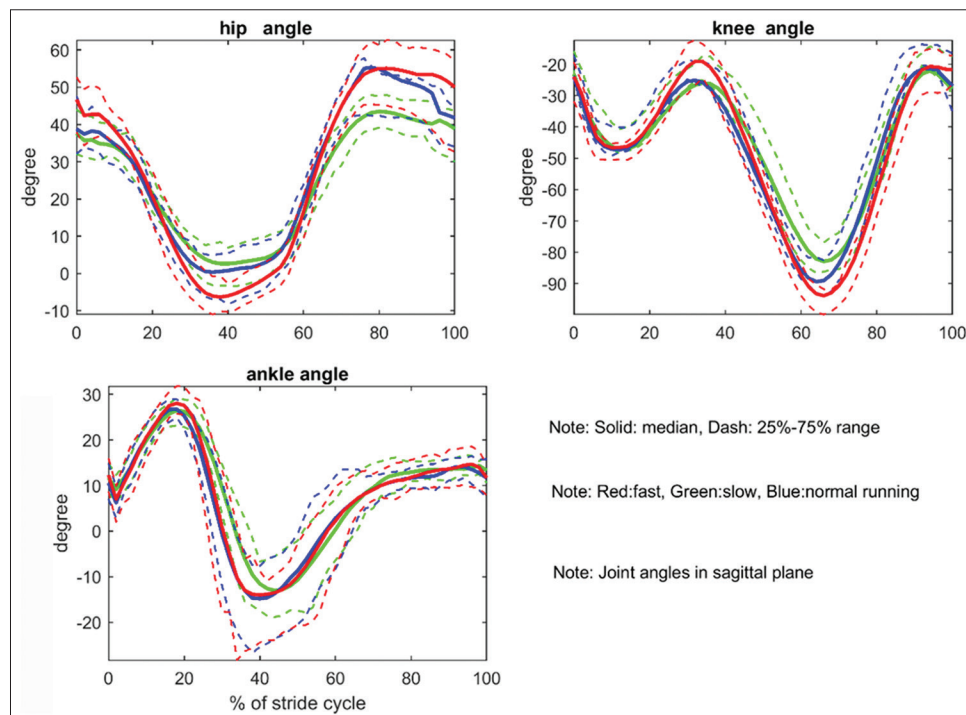 hip angle
degree
60
50
40
30
20
10
0
-10
0 20 40 60 80 100
knee angle
degree
-20
-30
-40
-50
-60
-70
-80
-90
0 20 40 60 80 100
ankle angle
degree
30
20
10
0
-10
-20
0 20 40 60 80 100
% of stride cycle
Note: Solid: median, Dash: 25%-75% range
Note: Red:fast, Green:slow, Blue:normal running
Note: Joint angles in sagittal plane